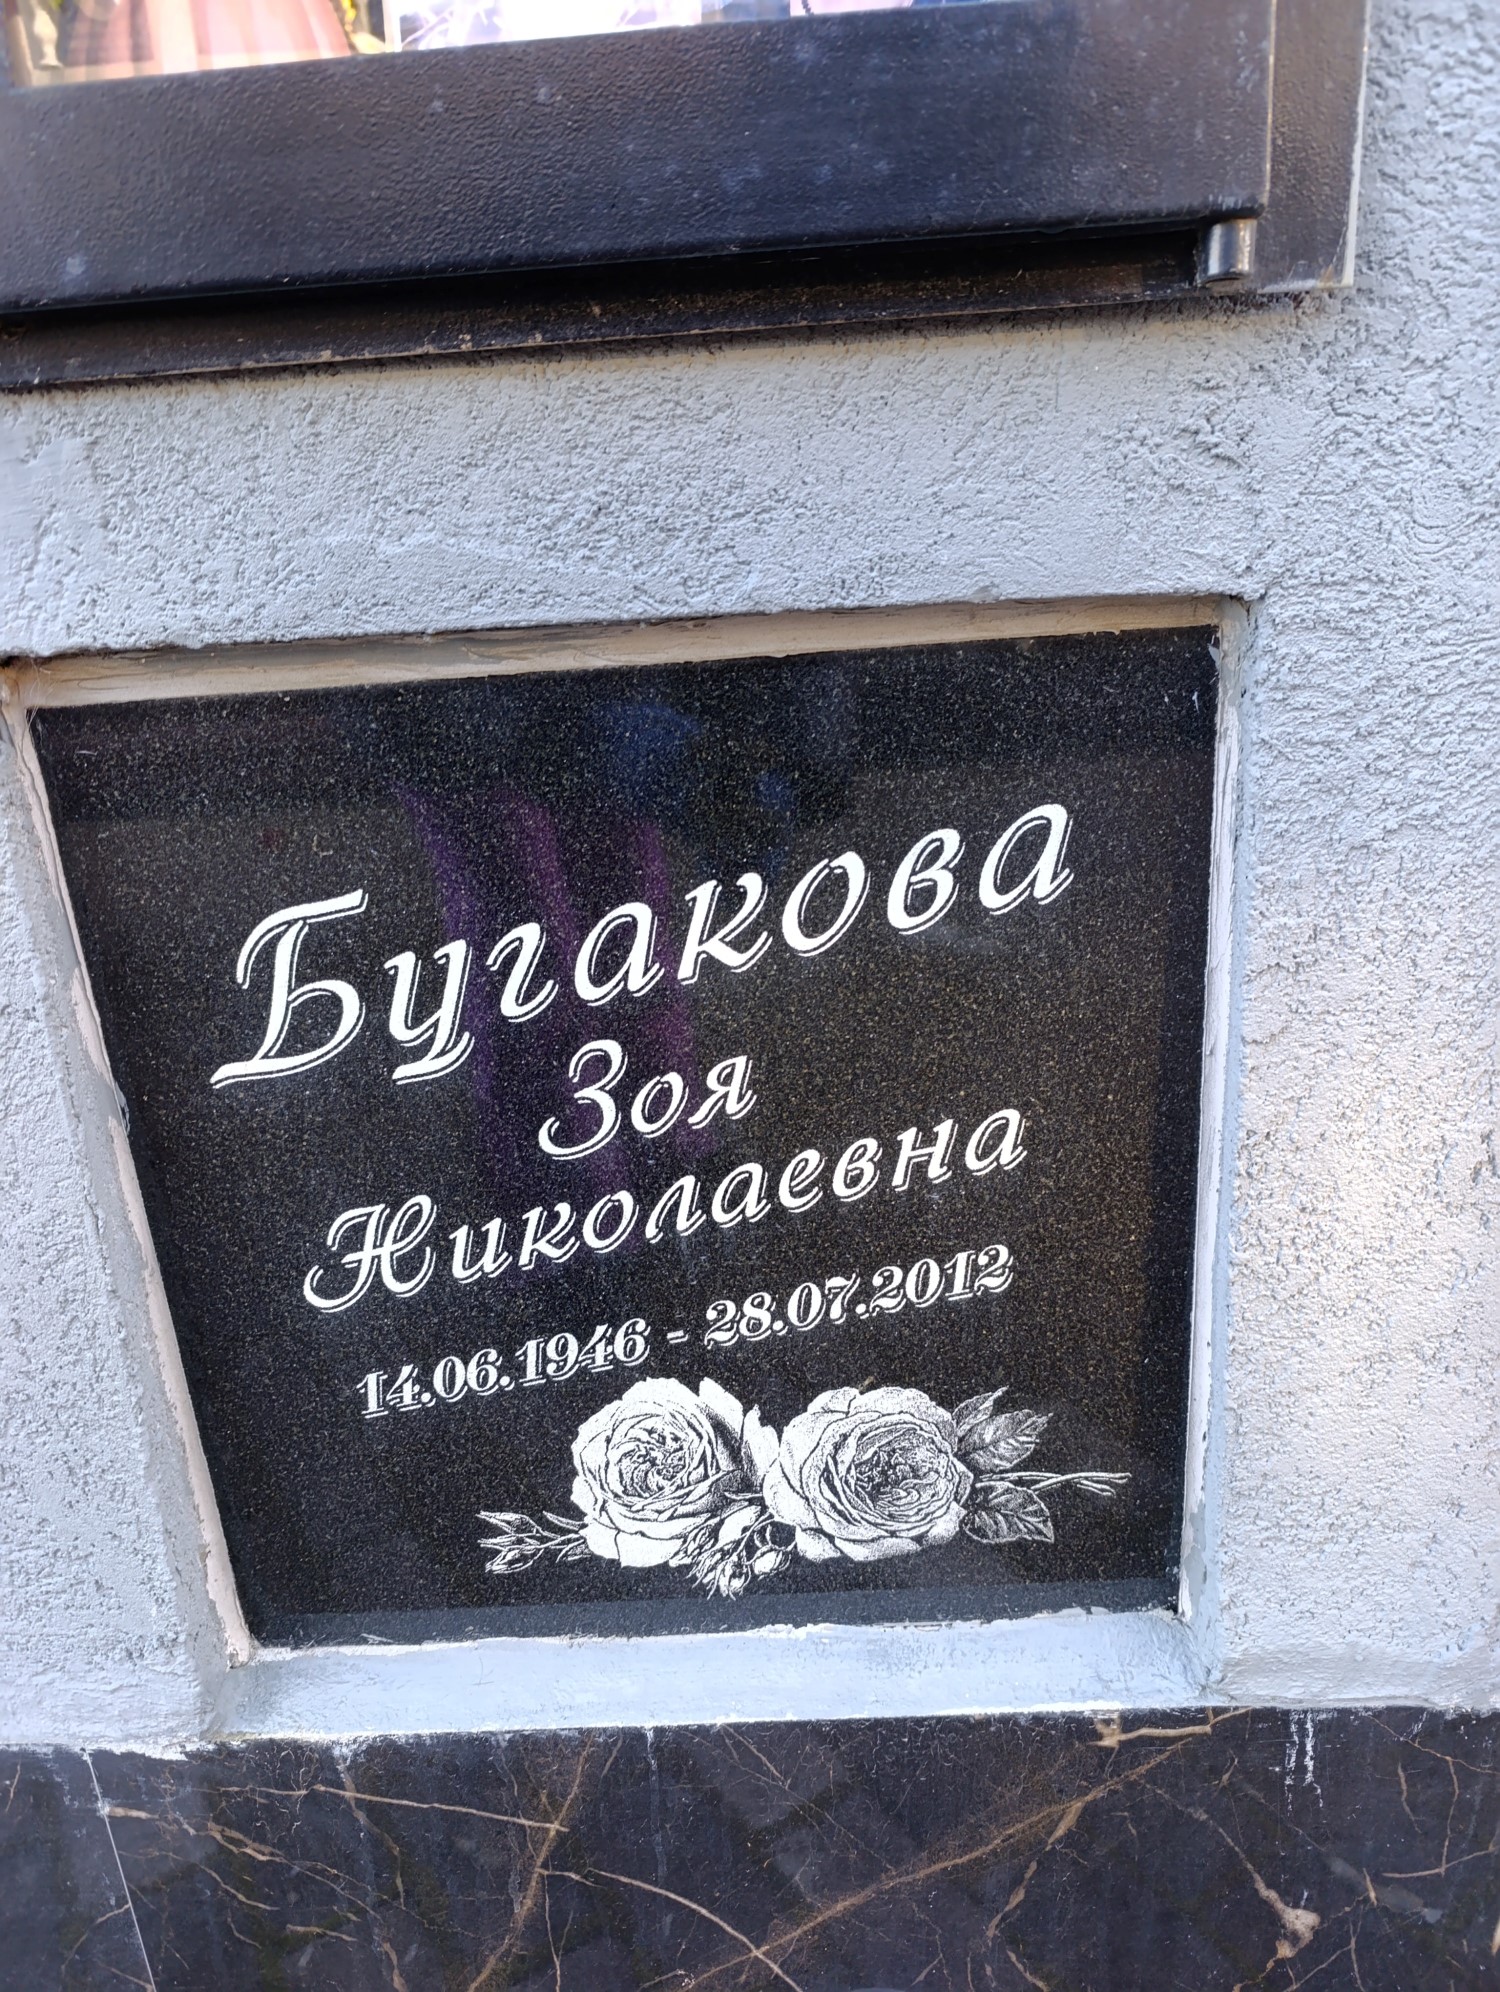 Бугакова
Зоя
Николаевна
14.06.1946 - 28.07.2012